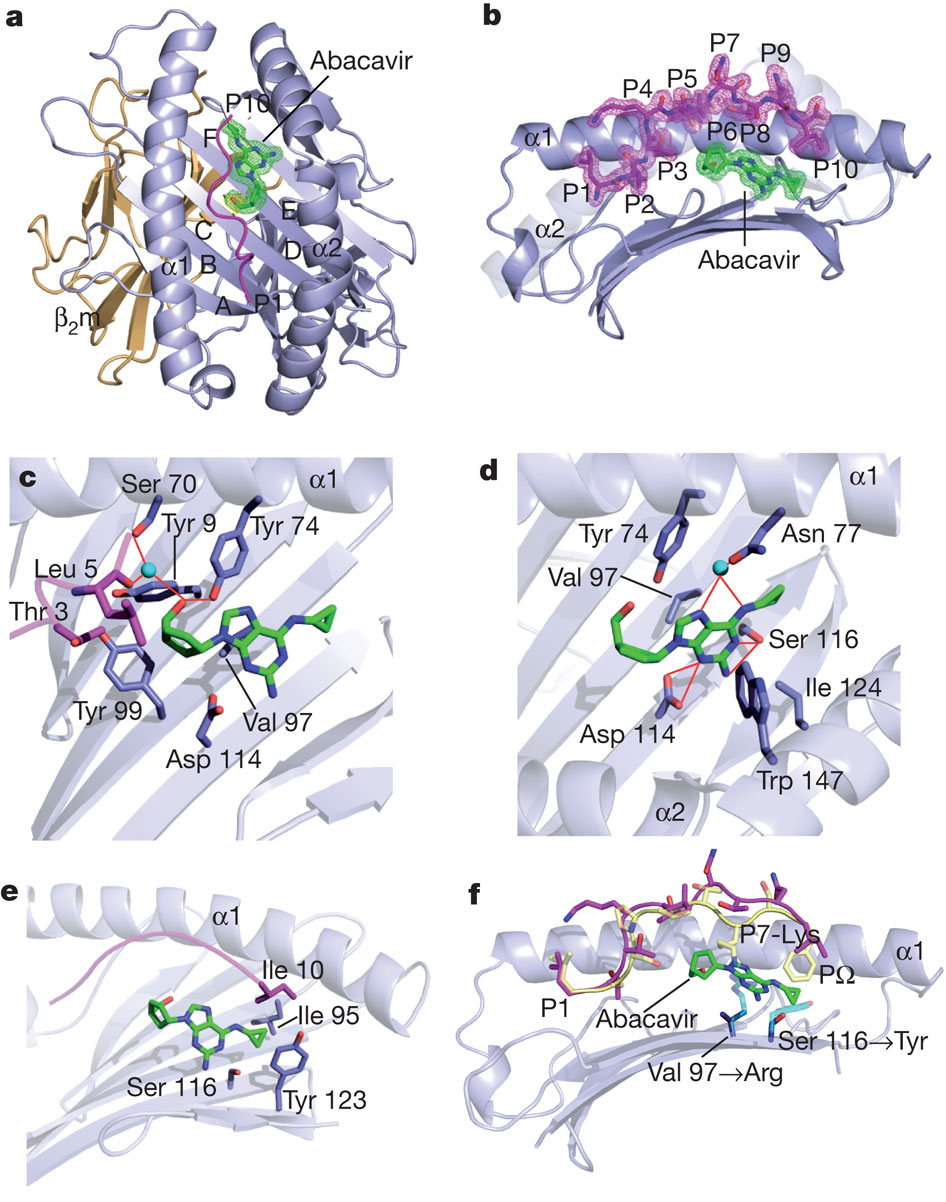 a
Abacavir
P10
F
E
C
D
α2
α1
B
A
P1
β2m
b
P7
P9
P4
P5
α1
P6
P8
P3
P10
P1
P2
α2
Abacavir
c
Ser 70
α1
Tyr 9
Tyr 74
Leu 5
Thr 3
Tyr 99
Val 97
Asp 114
d
α1
Tyr 74
Asn 77
Val 97
Ser 116
Ile 124
Asp 114
Trp 147
α2
e
α1
Ile 10
Ile 95
Ser 116
Tyr 123
f
P7-Lys
α1
PΩ
P1
Abacavir
Ser 116→Tyr
Val 97→Arg